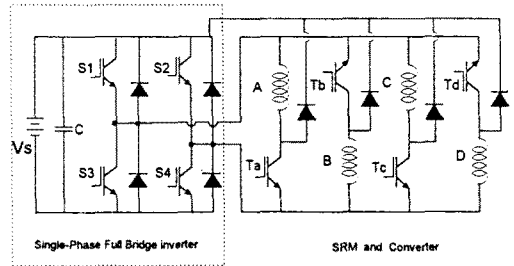 S1
S2
A
Tb
C
Td
Vs
C
S3
S4
Ta
B
Tc
D
Single-Phase Full Bridge inverter
SRM and Converter